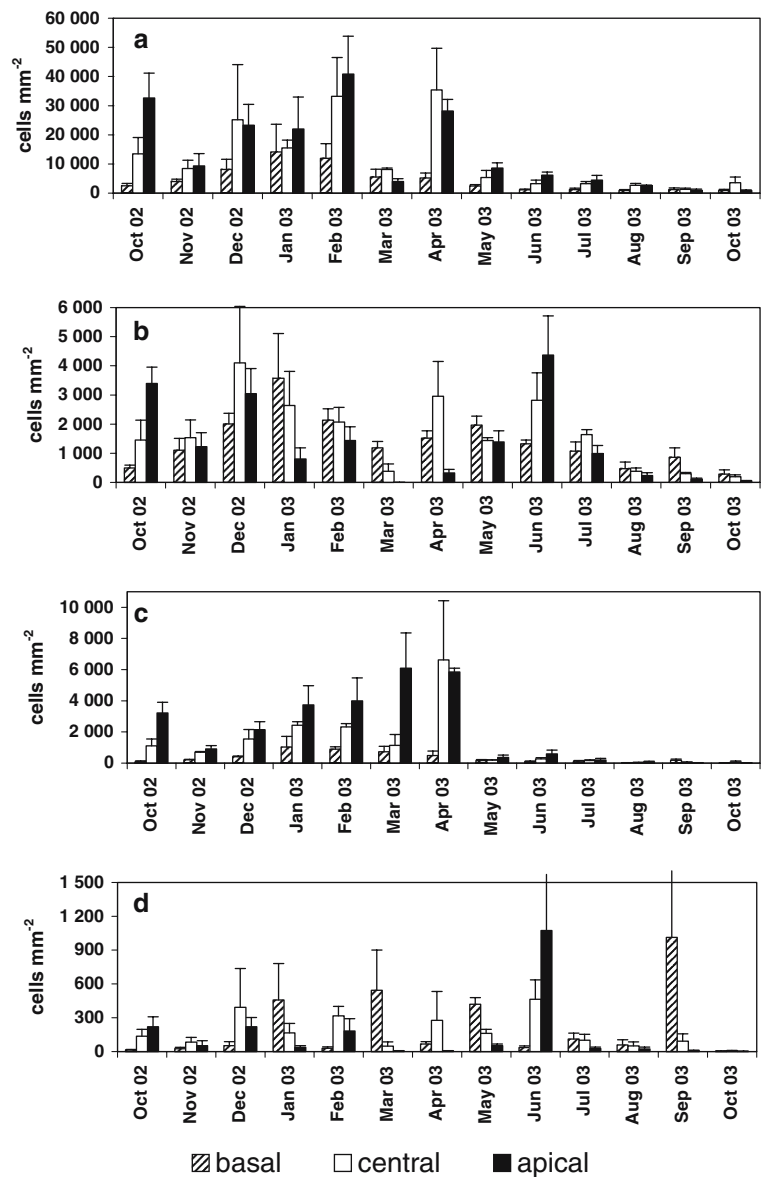 a
60 000
50 000
40 000
30 000
20 000
10 000
0
cells mm-2
Oct 02
Nov 02
Dec 02
Jan 03
Feb 03
Mar 03
Apr 03
May 03
Jun 03
Jul 03
Aug 03
Sep 03
Oct 03
b
6 000
5 000
4 000
3 000
2 000
1 000
0
cells mm-2
Oct 02
Nov 02
Dec 02
Jan 03
Feb 03
Mar 03
Apr 03
May 03
Jun 03
Jul 03
Aug 03
Sep 03
Oct 03
c
10 000
8 000
6 000
4 000
2 000
0
cells mm-2
Oct 02
Nov 02
Dec 02
Jan 03
Feb 03
Mar 03
Apr 03
May 03
Jun 03
Jul 03
Aug 03
Sep 03
Oct 03
d
1 500
900
600
300
0
cells mm-2
Oct 02
Nov 02
Dec 02
Jan 03
Feb 03
Mar 03
Apr 03
May 03
Jun 03
Jul 03
Aug 03
Sep 03
Oct 03
basal central apical